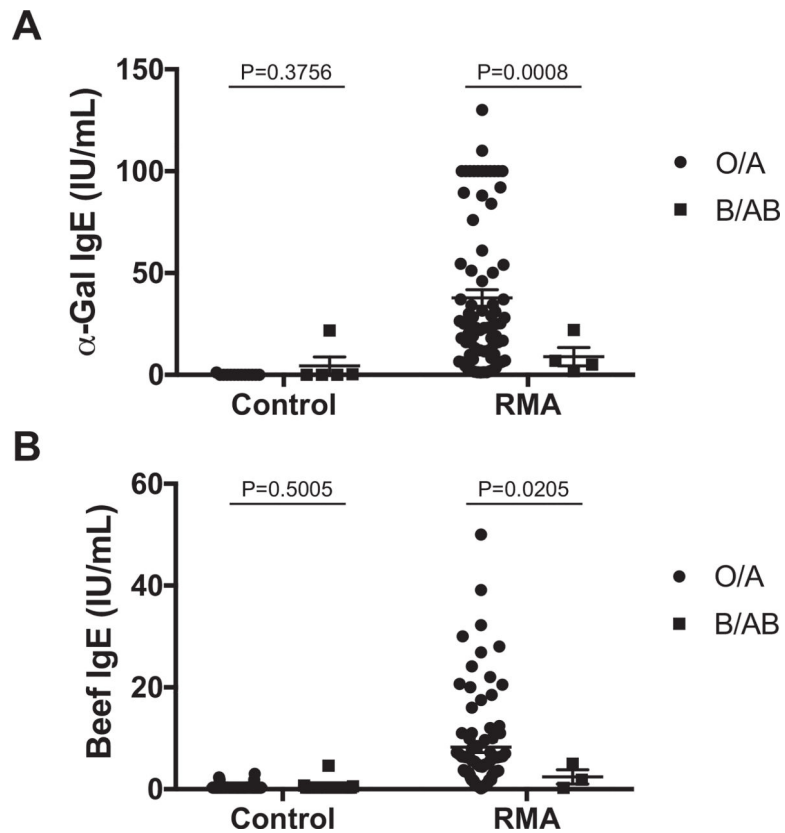 A
150
P=0.3756
P=0.0008
100
50
0
α-Gal IgE (IU/mL)
O/A
B/AB
Control
RMA
B
60
P=0.5005
P=0.0205
40
20
0
Beef IgE (IU/mL)
O/A
B/AB
Control
RMA